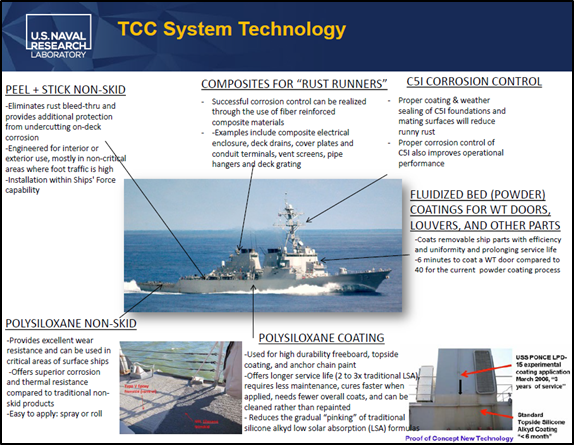 U.S. NAVAL
RESEARCH
LABORATORY
TCC System Technology
PEEL + STICK NON-SKID
-Eliminates rust bleed-thru and
provides additional protection
from undercutting on-deck
corrosion
-Engineered for interior or
exterior use, mostly in non-critical
areas where foot traffic is high
-Installation within Ships' Force
capability
COMPOSITES FOR “RUST RUNNERS”
- Successful corrosion control can be realized
through the use of fiber reinforced
composite materials
- -Examples include composite electrical
enclosure, deck drains, cover plates and
conduit terminals, vent screens, pipe
hangers and deck grating
C5I CORROSION CONTROL
- Proper coating & weather
sealing of C5I foundations and
mating surfaces will reduce
runny rust
- Proper corrosion control of
C5I also improves operational
performance
FLUIDIZED BED (POWDER)
COATINGS FOR WT DOORS,
LOUVERS, AND OTHER PARTS
-Coats removable ship parts with efficiency
and uniformity and prolonging service life
-6 minutes to coat a WT door compared to
40 for the current powder coating process
POLYSILOXANE NON-SKID
-Provides excellent wear
resistance and can be used in
critical areas of surface ships
-Offers superior corrosion
and thermal resistance
compared to traditional non-
skid products
-Easy to apply: spray or roll
POLYSILOXANE COATING
-Used for high durability freeboard, topside
coating, and anchor chain paint
-Offers longer service life (2 to 3x traditional LSA),
requires less maintenance, cures faster when
applied, needs fewer overall coats, and can be
cleaned rather than repainted
- Reduces the gradual “pinking” of traditional
silicone alkyd low solar absorption (LSA) formulas
USS PONCE LPD-
15 experimental
coating application
March 2006, “3
years of service”
Standard
Topside Silicone
Alkyd Coating
“< 6 month”
Proof of Concept New Technology